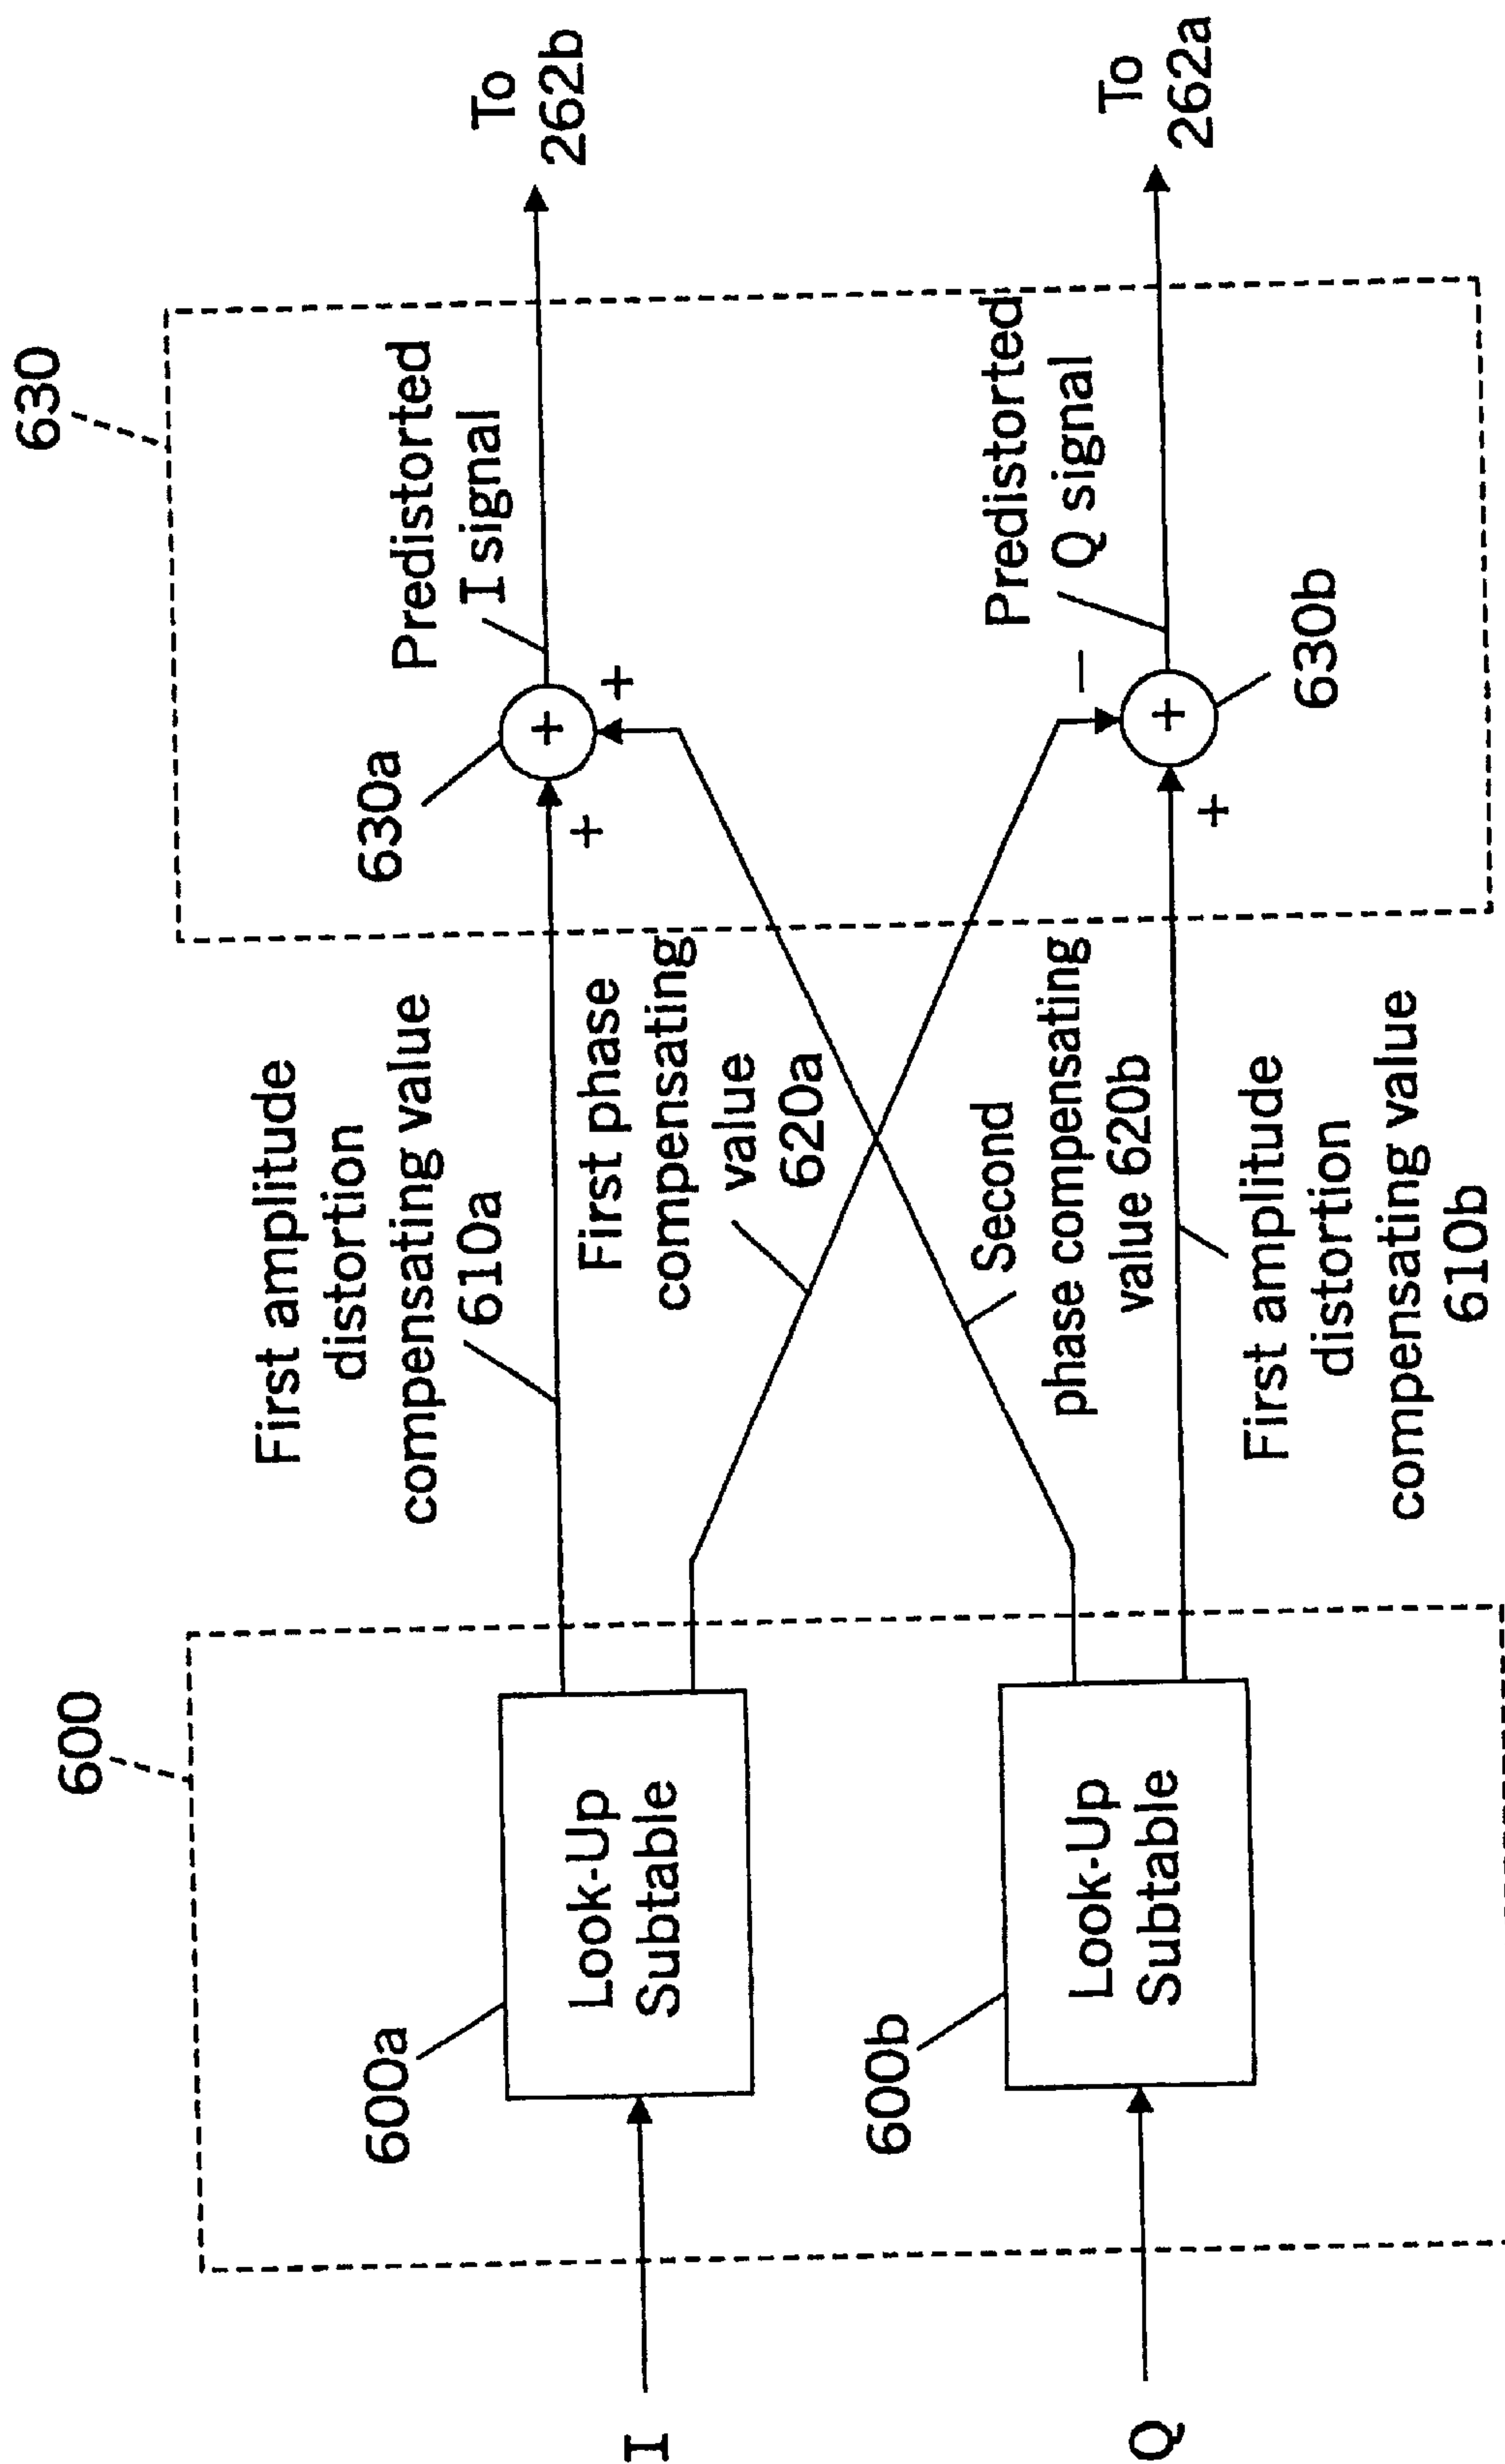 600
630
600a
Look-Up
Subtable
I
First amplitude
distortion
compensating value
610a
First phase
compensating
value
620a
630a
+
+
+
Predistorted
I signal
To
262b
600b
Look-Up
Subtable
Q
Second
phase compensating
value 620b
First amplitude
distortion
compensating value
610b
+
−
+
630b
Predistorted
Q signal
To
262a